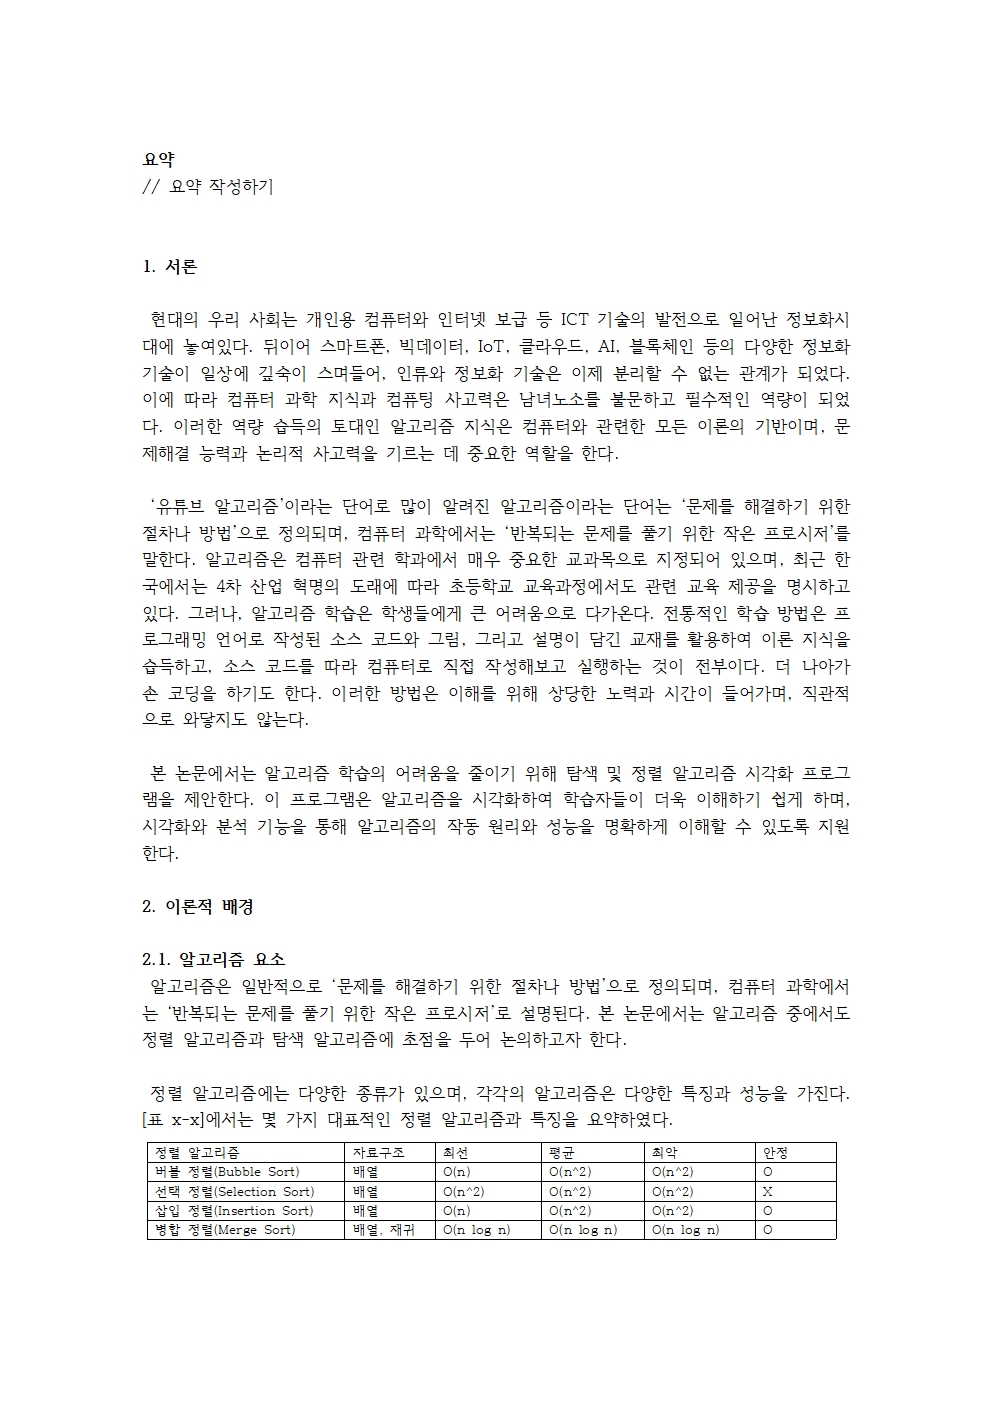 요약
// 요약 작성하기
1. 서론
현대의 우리 사회는 개인용 컴퓨터와 인터넷 보급 등 ICT 기술의 발전으로 일어난 정보화시
대에 놓여있다. 뒤이어 스마트폰, 빅데이터, IoT, 클라우드, AI, 블록체인 등의 다양한 정보화
기술이 일상에 깊숙이 스며들어, 인류와 정보화 기술은 이제 분리할 수 없는 관계가 되었다.
이에 따라 컴퓨터 과학 지식과 컴퓨팅 사고력은 남녀노소를 불문하고 필수적인 역량이 되었
다. 이러한 역량 습득의 토대인 알고리즘 지식은 컴퓨터와 관련한 모든 이론의 기반이며, 문
제해결 능력과 논리적 사고력을 기르는 데 중요한 역할을 한다.
‘유튜브 알고리즘’이라는 단어로 많이 알려진 알고리즘이라는 단어는 ‘문제를 해결하기 위한
절차나 방법’으로 정의되며, 컴퓨터 과학에서는 ‘반복되는 문제를 풀기 위한 작은 프로시저’를
말한다. 알고리즘은 컴퓨터 관련 학과에서 매우 중요한 교과목으로 지정되어 있으며, 최근 한
국에서는 4차 산업 혁명의 도래에 따라 초등학교 교육과정에서도 관련 교육 제공을 명시하고
있다. 그러나, 알고리즘 학습은 학생들에게 큰 어려움으로 다가온다. 전통적인 학습 방법은 프
로그래밍 언어로 작성된 소스 코드와 그림, 그리고 설명이 담긴 교재를 활용하여 이론 지식을
습득하고, 소스 코드를 따라 컴퓨터로 직접 작성해보고 실행하는 것이 전부이다. 더 나아가
손 코딩을 하기도 한다. 이러한 방법은 이해를 위해 상당한 노력과 시간이 들어가며, 직관적
으로 와닿지도 않는다.
본 논문에서는 알고리즘 학습의 어려움을 줄이기 위해 탐색 및 정렬 알고리즘 시각화 프로그
램을 제안한다. 이 프로그램은 알고리즘을 시각화하여 학습자들이 더욱 이해하기 쉽게 하며,
시각화와 분석 기능을 통해 알고리즘의 작동 원리와 성능을 명확하게 이해할 수 있도록 지원
한다.
2. 이론적 배경
2.1. 알고리즘 요소
알고리즘은 일반적으로 ‘문제를 해결하기 위한 절차나 방법’으로 정의되며, 컴퓨터 과학에서
는 ‘반복되는 문제를 풀기 위한 작은 프로시저’로 설명된다. 본 논문에서는 알고리즘 중에서도
정렬 알고리즘과 탐색 알고리즘에 초점을 두어 논의하고자 한다.
정렬 알고리즘에는 다양한 종류가 있으며, 각각의 알고리즘은 다양한 특징과 성능을 가진다.
[표 x-x]에서는 몇 가지 대표적인 정렬 알고리즘과 특징을 요약하였다.
정렬 알고리즘 자료구조 최선 평균 최악 안정
버블 정렬(Bubble Sort) 배열 O(n) O(n^2) O(n^2) O
선택 정렬(Selection Sort) 배열 O(n^2) O(n^2) O(n^2) X
삽입 정렬(Insertion Sort) 배열 O(n) O(n^2) O(n^2) O
병합 정렬(Merge Sort) 배열, 재귀 O(n log n) O(n log n) O(n log n) O